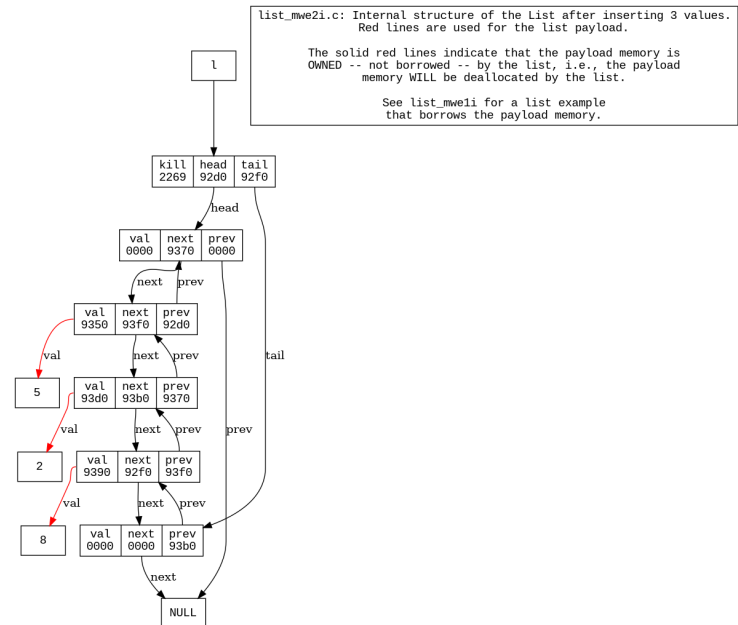 list_mwe2i.c: Internal structure of the List after inserting 3 values.
Red lines are used for the list payload.
The solid red lines indicate that the payload memory is
OWNED -- not borrowed -- by the list, i.e., the payload
memory WILL be deallocated by the list.
See list_mwe1i for a list example
that borrows the payload memory.
l
kill head tail
2269 92d0 92f0
head
val next prev
0000 9370 0000
next prev
val next prev
9350 93f0 92d0
val next prev tail
5
val next prev
93d0 93b0 9370
val next prev prev
2
val next prev
9390 92f0 93f0
val next prev
8
val next prev
0000 0000 93b0
next
NULL